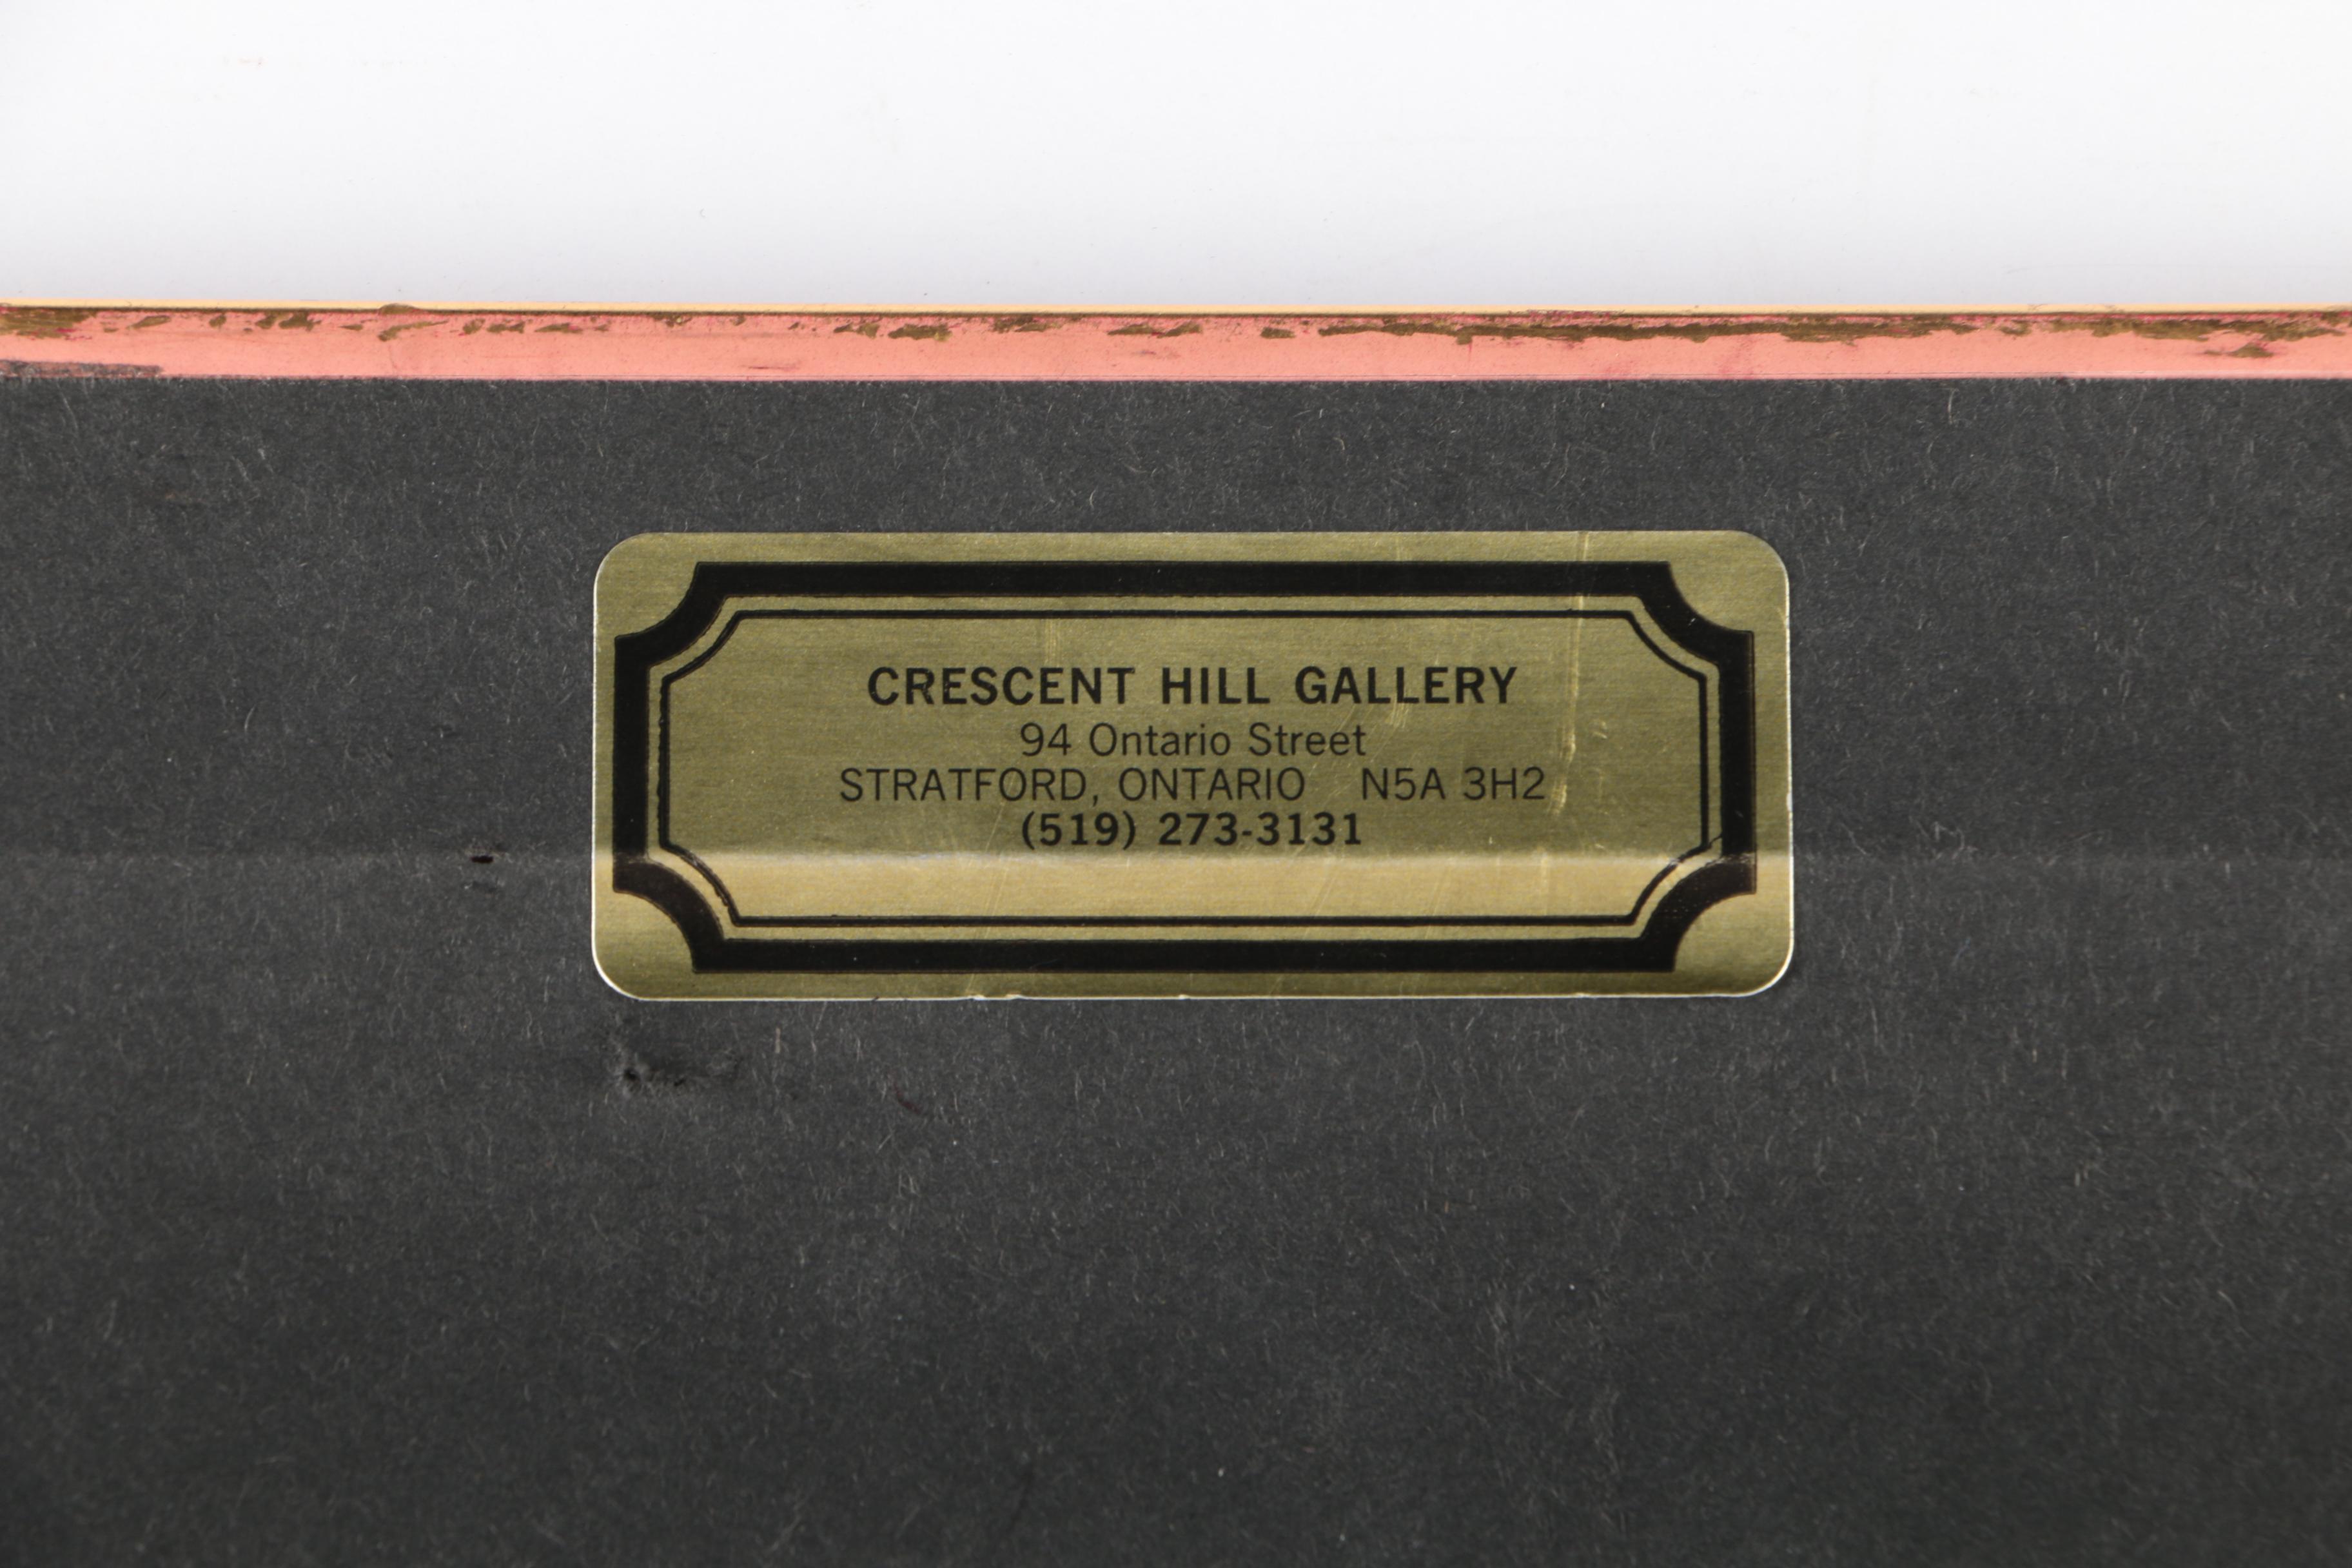 CRESCENT HILL GALLERY
94 Ontario Street
STRATFORD, ONTARIO N5A 3H2
(519) 273-3131